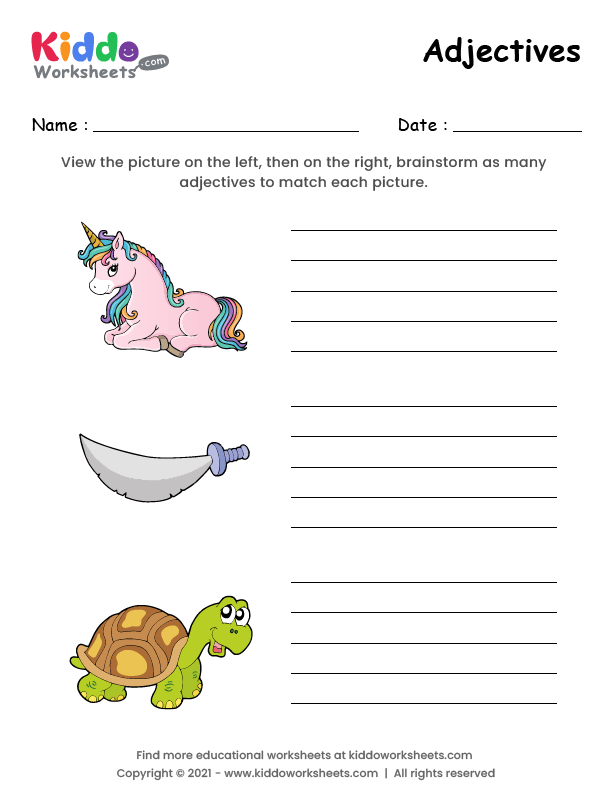 Kiddo
Worksheets.com
Adjectives
Name : Date :
View the picture on the left, then on the right, brainstorm as many
adjectives to match each picture.
Find more educational worksheets at kiddoworksheets.com
Copyright © 2021 - www.kiddoworksheets.com | All rights reserved